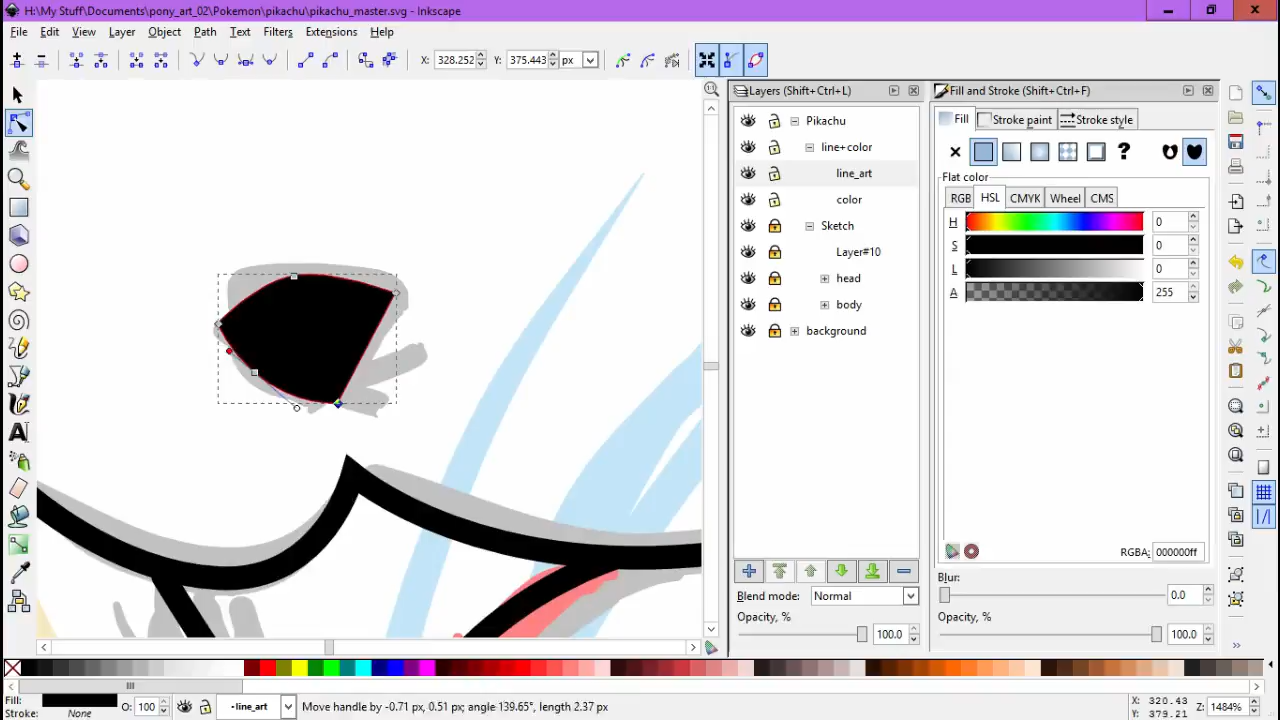 H:\My Stuff\Documents\pony_art_02\Pokemon\pikachu\pikachu_master.svg - Inkscape
File Edit View Layer Object Path Text Filters Extensions Help
X: 328.252 Y: 375.443 px
Layers (Shift+Ctrl+L)
Pikachu
line+color
line_art
color
Sketch
Layer#10
head
body
background
Blend mode: Normal
Opacity, %
100.0
Fill and Stroke (Shift+Ctrl+F)
Fill Stroke paint Stroke style
?
Flat color
RGB HSL CMYK Wheel CMS
H 0
S 0
L 0
A 255
RGBA: 000000ff
Blur:
0.0
Opacity, %
100.0
Fill:
Stroke: None
O: 100
line_art
Move handle by -0.71 px, 0.51 px; angle 139.65°, length 2.37 px
X: 320.43
Y: 379.21
Z: 1484%